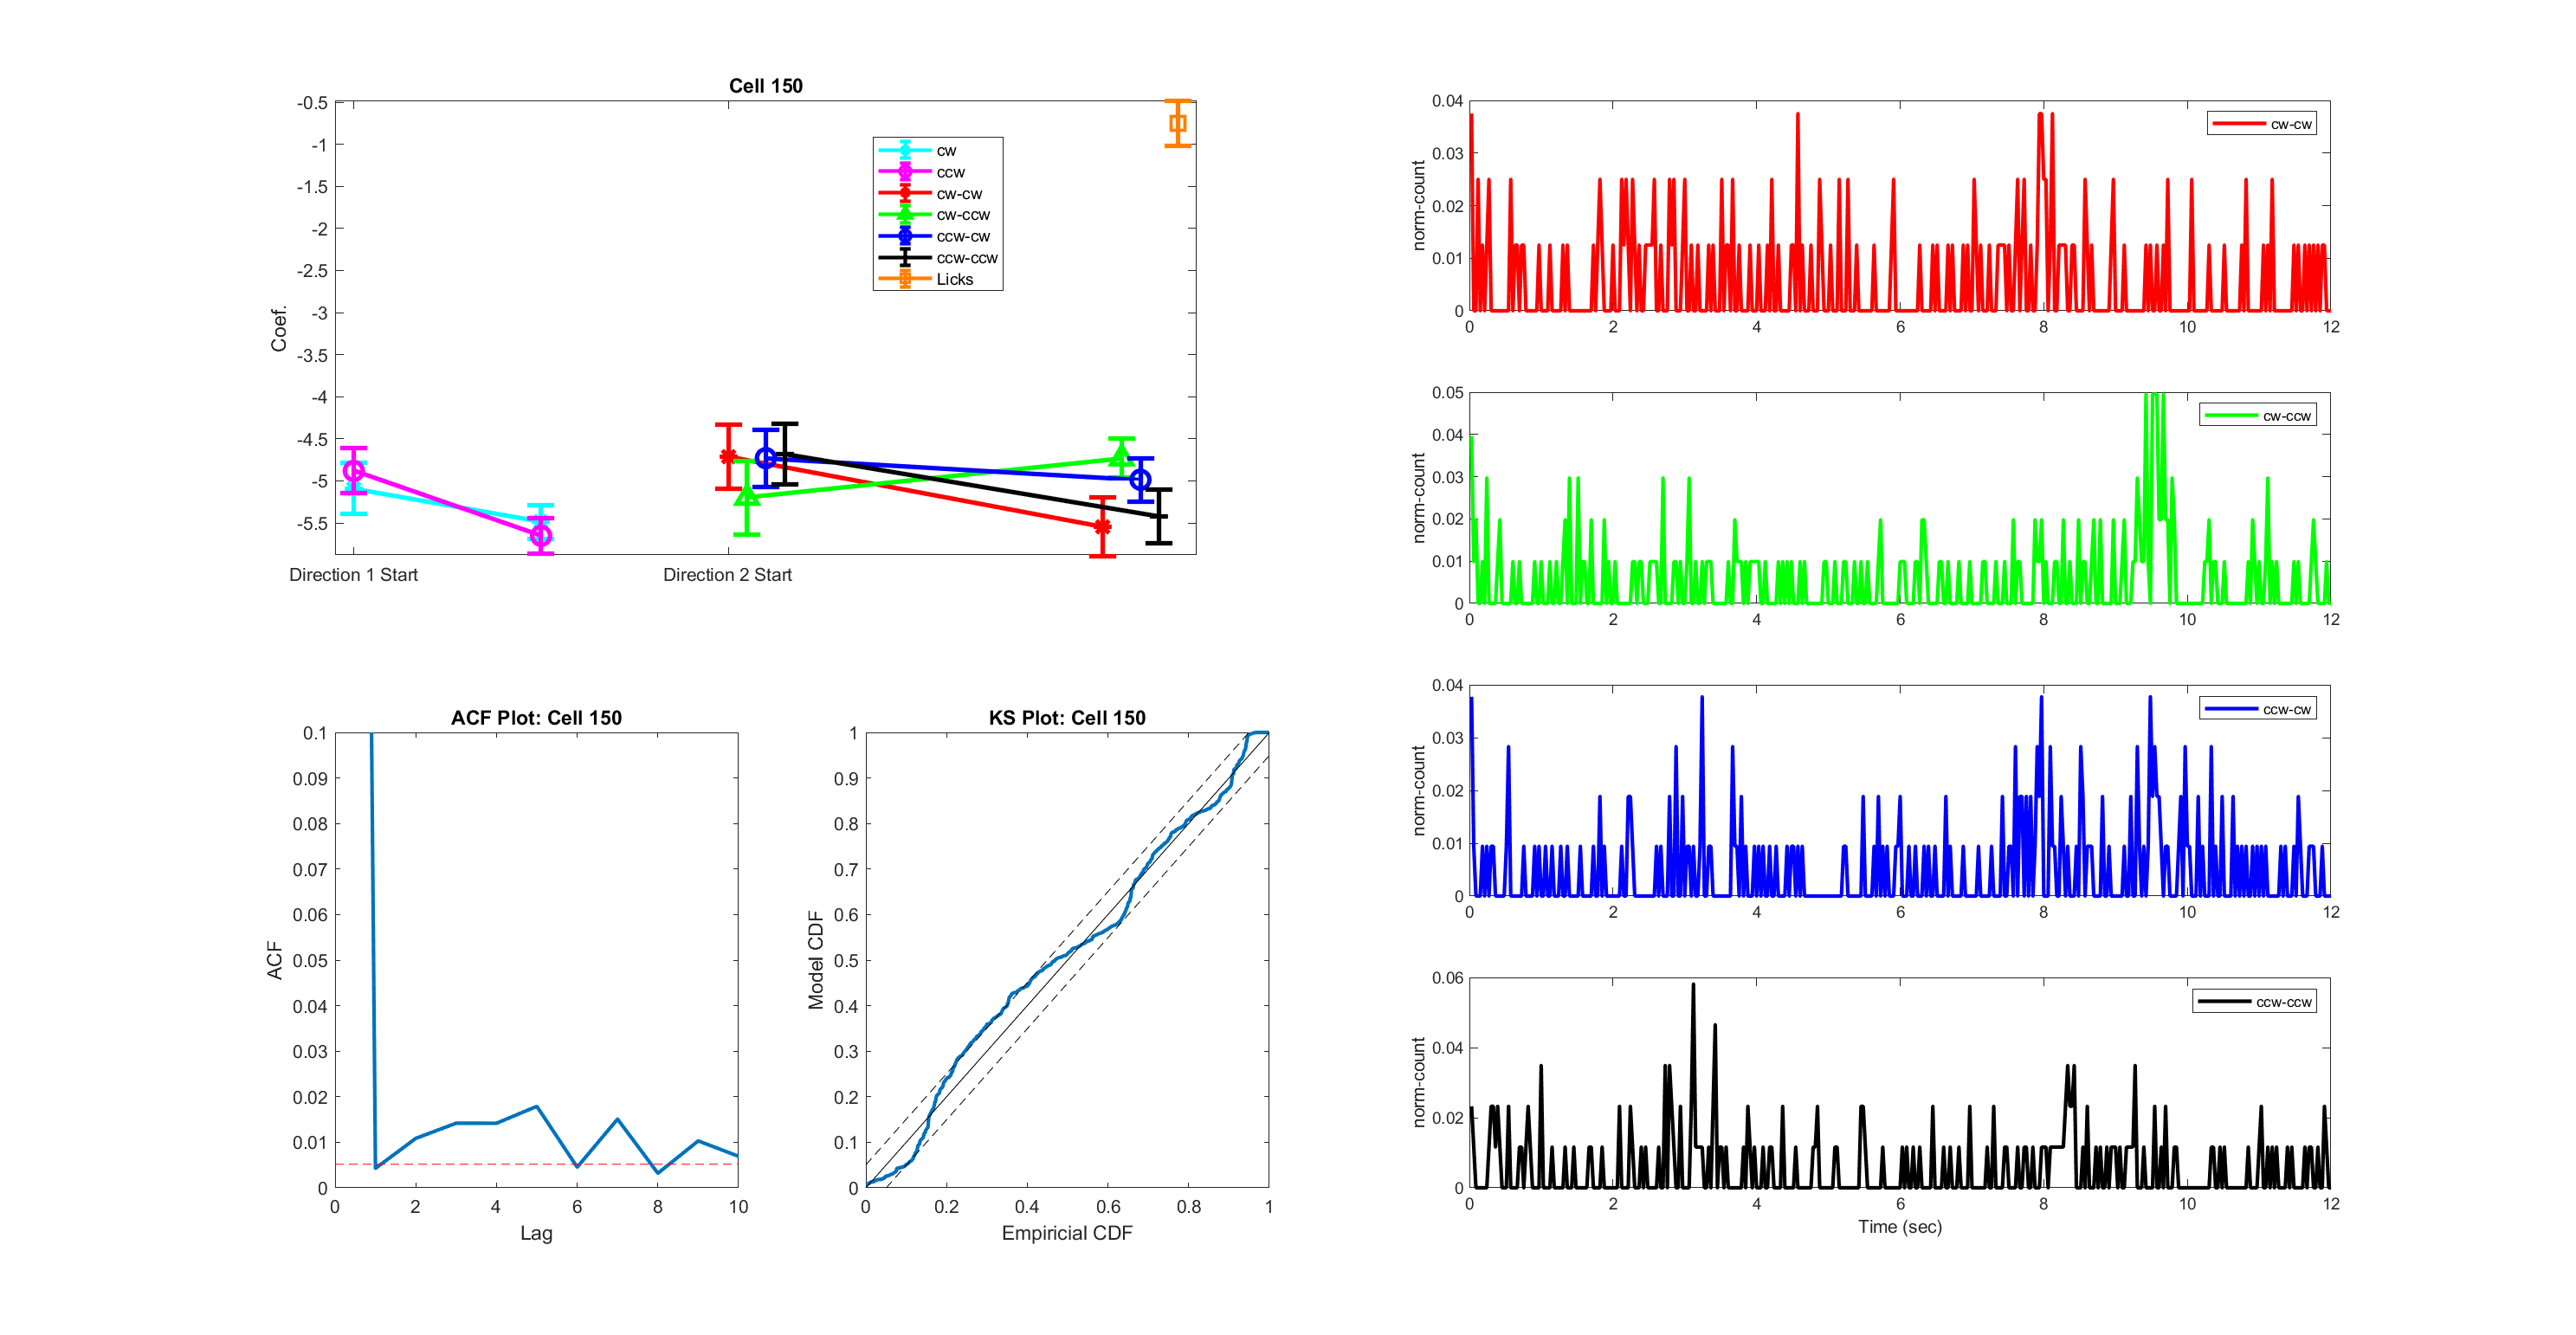 Cell 150
-0.5
-1
-1.5
-2
-2.5
-3
-3.5
-4
-4.5
-5
-5.5
Coef.
Direction 1 Start
Direction 2 Start
cw
ccw
cw-cw
cw-ccw
ccw-cw
ccw-ccw
Licks
ACF Plot: Cell 150
0.1
0.09
0.08
0.07
0.06
0.05
0.04
0.03
0.02
0.01
0
ACF
0 2 4 6 8 10
Lag
KS Plot: Cell 150
1
0.9
0.8
0.7
0.6
0.5
0.4
0.3
0.2
0.1
0
Model CDF
0 0.2 0.4 0.6 0.8 1
Empiricial CDF
0.04
0.03
0.02
0.01
0
norm-count
cw-cw
0 2 4 6 8 10 12
0.05
0.04
0.03
0.02
0.01
0
norm-count
cw-ccw
0 2 4 6 8 10 12
0.04
0.03
0.02
0.01
0
norm-count
ccw-cw
0 2 4 6 8 10 12
0.06
0.04
0.02
0
norm-count
ccw-ccw
0 2 4 6 8 10 12
Time (sec)